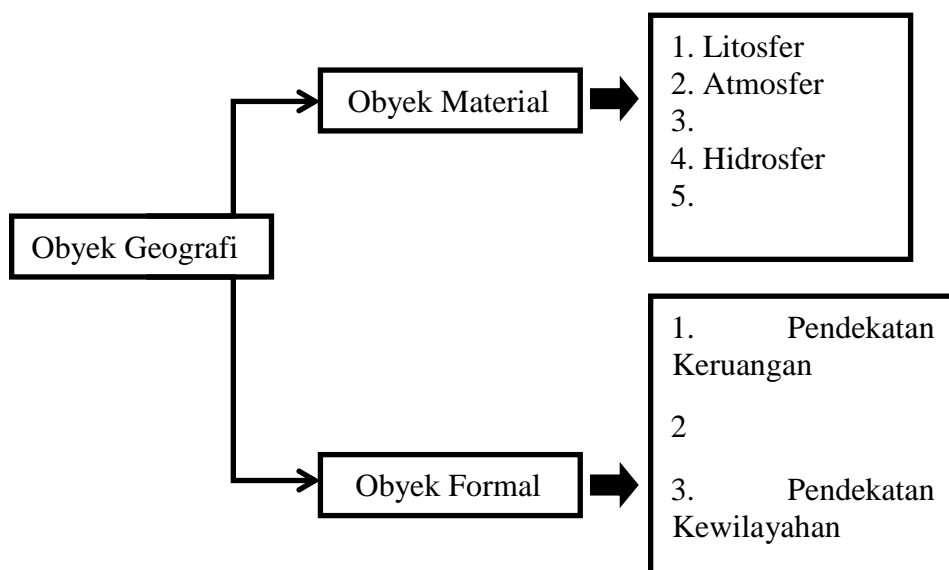 Obyek Geografi
Obyek Material
1. Litosfer
2. Atmosfer
3.
4. Hidrosfer
5.
Obyek Formal
1. Pendekatan
Keruangan
2
3. Pendekatan
Kewilayahan